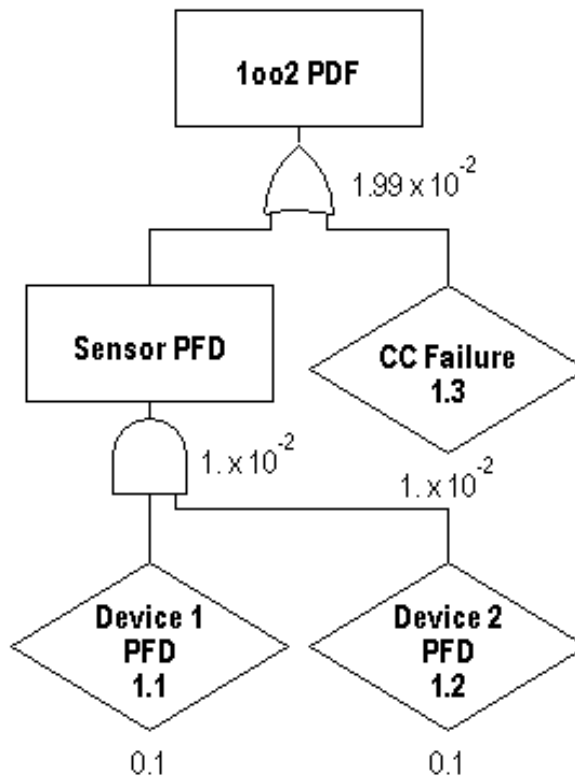 1oo2 PDF
1.99 x 10-2
Sensor PFD
CC Failure
1.3
1. x 10-2
1. x 10-2
Device 1
PFD
1.1
Device 2
PFD
1.2
0.1
0.1